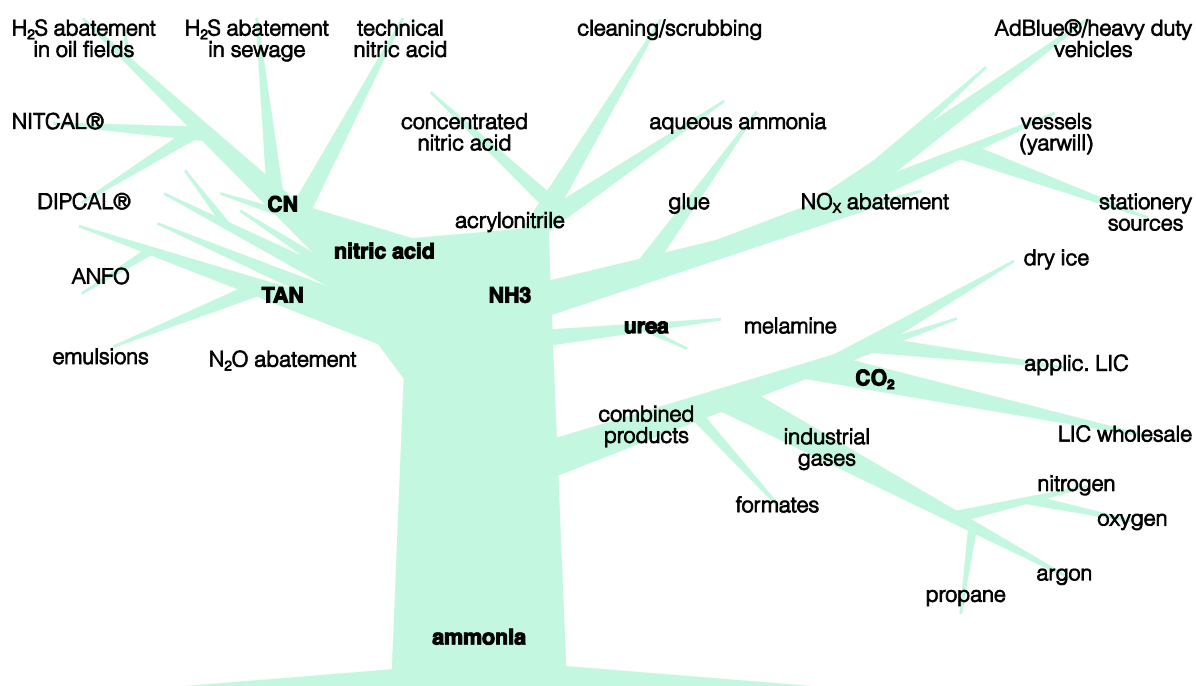 H₂S abatement
in oil fields
H₂S abatement
in sewage
technical
nitric acid
cleaning/scrubbing
AdBlue®/heavy duty
vehicles
NITCAL®
concentrated
nitric acid
aqueous ammonia
vessels
(yarwill)
DIPCAL®
CN
acrylonitrile
glue
NOₓ abatement
stationery
sources
nitric acid
dry ice
ANFO
TAN
NH3
urea
melamine
emulsions
N₂O abatement
applic. LIC
CO₂
combined
products
industrial
gases
LIC wholesale
formates
nitrogen
oxygen
argon
propane
ammonia